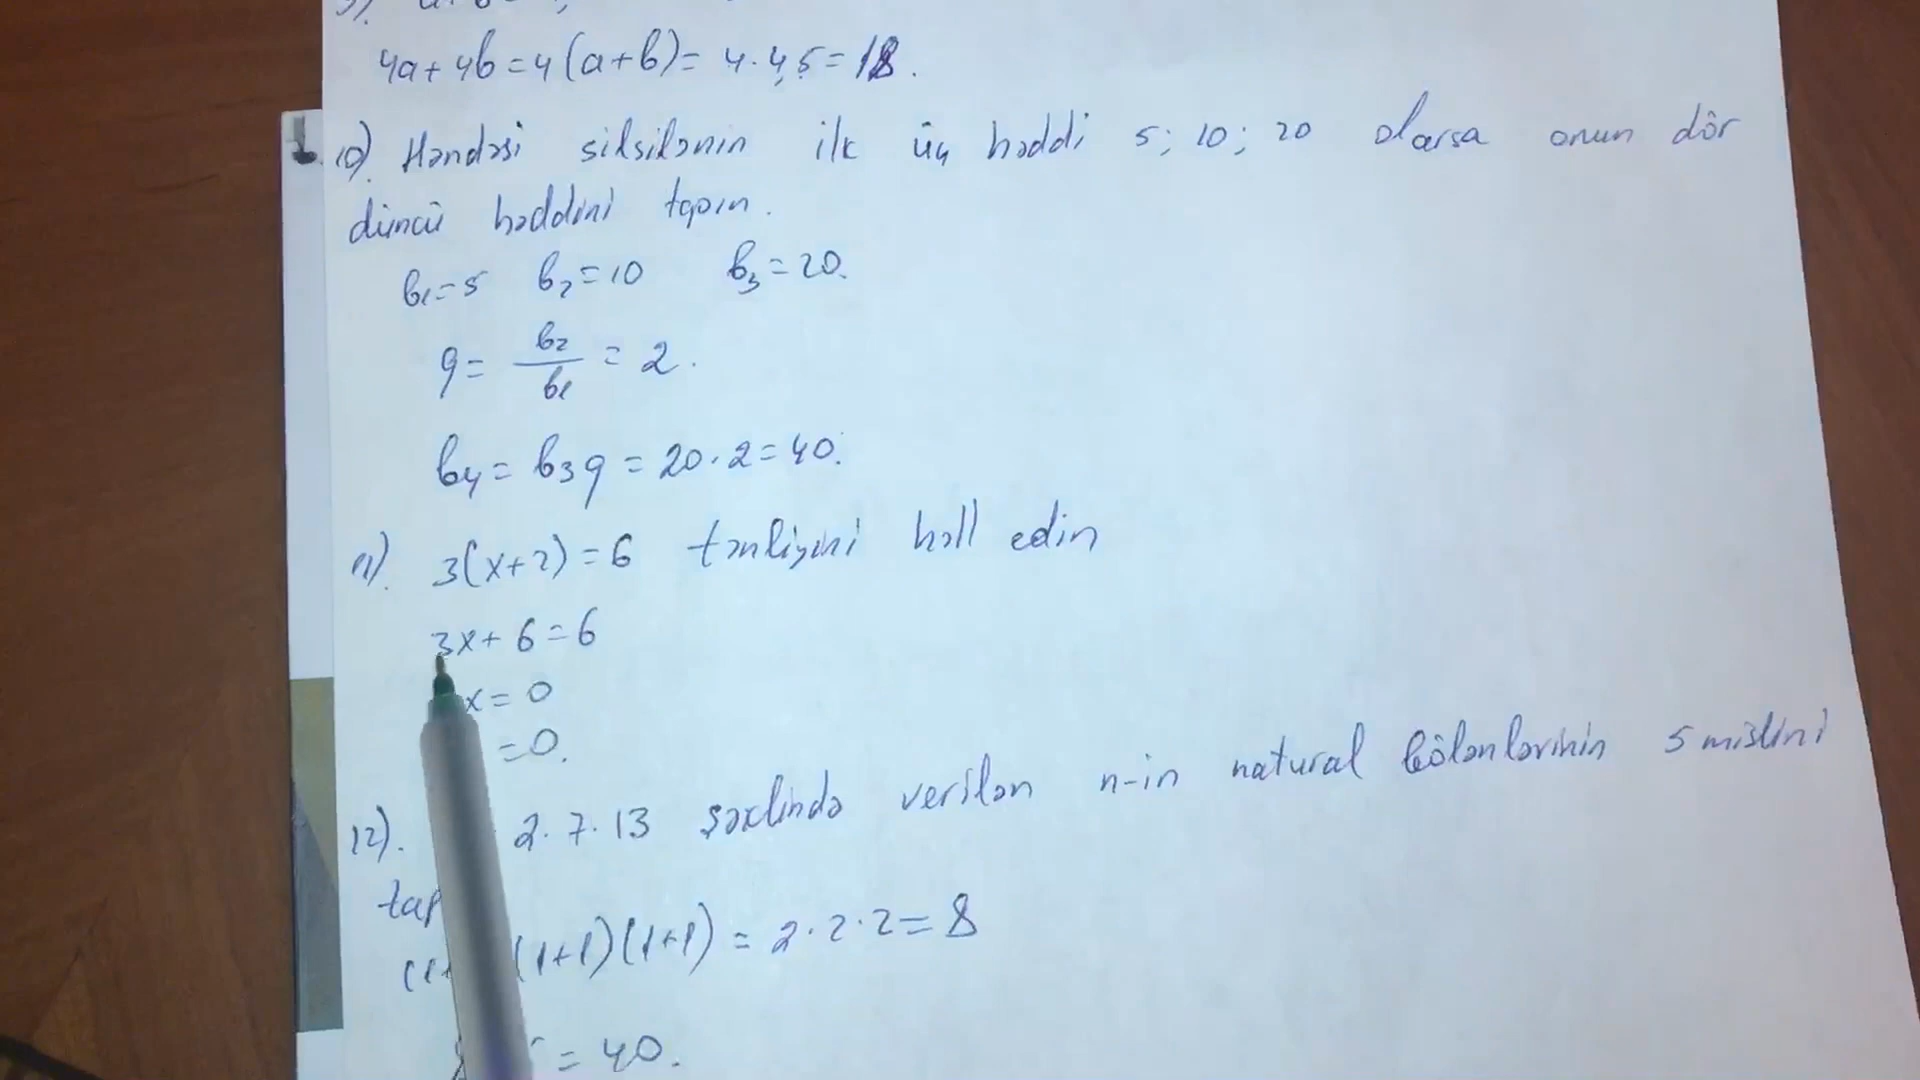 4a+4b=4(a+b)=4·4,5=18.
10). Həndəsi silsilənin ilk üç həddi 5; 10; 20 olarsa onun dör
düncü həddini tapın.
b1=5 b2=10 b3=20.
q= b2/b1 = 2.
b4= b3q = 20·2=40.
11). 3(x+2)=6 tənliyini həll edin
3x+6=6
x=0
=0.
12). 2·7·13 şəklində verilən n-in natural bölənlərinin 5 mislini
tap
(1+1)(1+1) = 2·2·2=8
= 40.